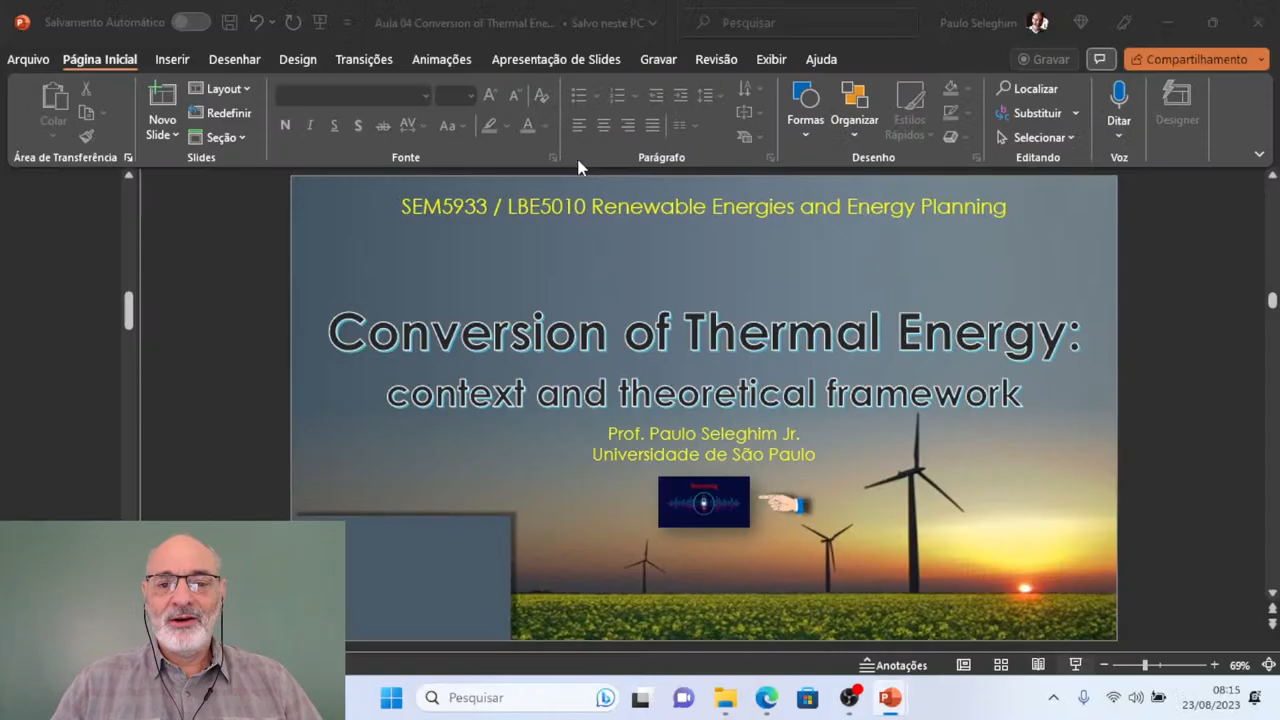 Salvamento Automático
Aula 04 Conversion of Thermal Ene... • Salvo neste PC
Pesquisar
Paulo Seleghim
Arquivo Página Inicial Inserir Desenhar Design Transições Animações Apresentação de Slides Gravar Revisão Exibir Ajuda
Gravar
Compartilhamento
Colar
Novo Slide
Layout
Redefinir
Seção
N I S S ab AV Aa A
Formas
Organizar
Estilos Rápidos
Localizar
Substituir
Selecionar
Ditar
Designer
Área de Transferência Slides Fonte Parágrafo Desenho Editando Voz
SEM5933 / LBE5010 Renewable Energies and Energy Planning
Conversion of Thermal Energy:
context and theoretical framework
Prof. Paulo Seleghim Jr.
Universidade de São Paulo
Anotações
69%
Pesquisar
08:15
23/08/2023